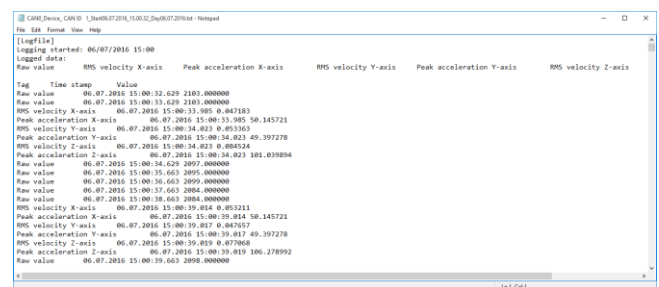 CAN0_Device_ CAN ID 1_Start06.07.2016_15.00.32_Day06.07.2016.txt - Notepad
File Edit Format View Help
[Logfile]
Logging started: 06/07/2016 15:00
Logged data:
Raw value RMS velocity X-axis Peak acceleration X-axis RMS velocity Y-axis Peak acceleration Y-axis RMS velocity Z-axis
Tag Time stamp Value
Raw value 06.07.2016 15:00:32.629 2103.000000
Raw value 06.07.2016 15:00:33.629 2103.000000
RMS velocity X-axis 06.07.2016 15:00:33.985 0.047183
Peak acceleration X-axis 06.07.2016 15:00:33.985 50.145721
RMS velocity Y-axis 06.07.2016 15:00:34.023 0.053363
Peak acceleration Y-axis 06.07.2016 15:00:34.023 49.397278
RMS velocity Z-axis 06.07.2016 15:00:34.023 0.084524
Peak acceleration Z-axis 06.07.2016 15:00:34.023 101.039894
Raw value 06.07.2016 15:00:34.629 2097.000000
Raw value 06.07.2016 15:00:35.663 2095.000000
Raw value 06.07.2016 15:00:36.663 2099.000000
Raw value 06.07.2016 15:00:37.663 2084.000000
Raw value 06.07.2016 15:00:38.663 2084.000000
RMS velocity X-axis 06.07.2016 15:00:39.014 0.053211
Peak acceleration X-axis 06.07.2016 15:00:39.014 50.145721
RMS velocity Y-axis 06.07.2016 15:00:39.017 0.047657
Peak acceleration Y-axis 06.07.2016 15:00:39.017 49.397278
RMS velocity Z-axis 06.07.2016 15:00:39.019 0.077068
Peak acceleration Z-axis 06.07.2016 15:00:39.019 106.278992
Raw value 06.07.2016 15:00:39.663 2098.000000